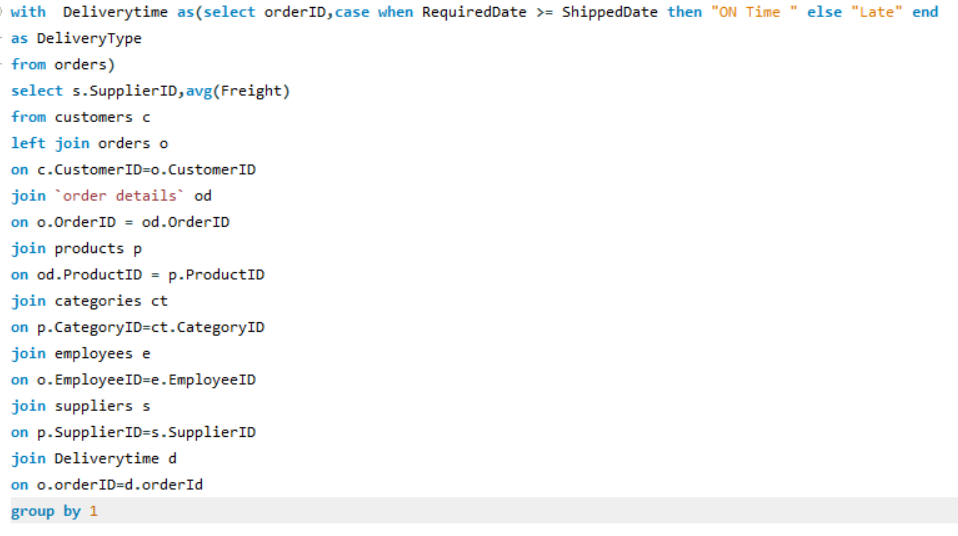 with  Deliverytime as(select orderID,case when RequiredDate >= ShippedDate then "ON Time " else "Late" end
as DeliveryType
from orders)
select s.SupplierID,avg(Freight)
from customers c
left join orders o
on c.CustomerID=o.CustomerID
join `order details` od
on o.OrderID = od.OrderID
join products p
on od.ProductID = p.ProductID
join categories ct
on p.CategoryID=ct.CategoryID
join employees e
on o.EmployeeID=e.EmployeeID
join suppliers s
on p.SupplierID=s.SupplierID
join Deliverytime d
on o.orderID=d.orderId
group by 1